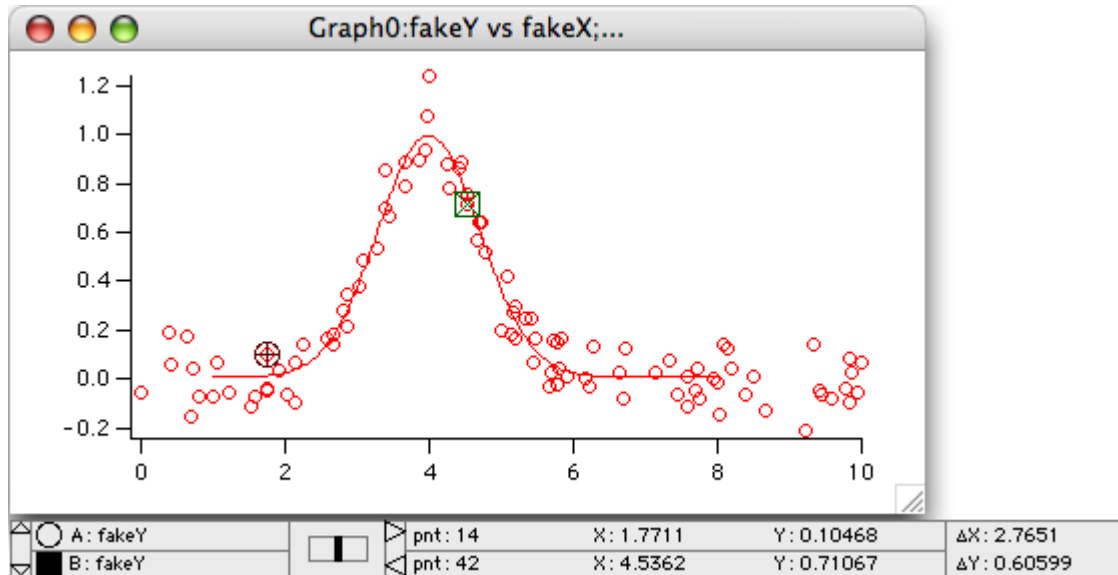 Graph0:fakeY vs fakeX;...
1.2
1.0
0.8
0.6
0.4
0.2
0.0
-0.2
0 2 4 6 8 10
A: fakeY pnt: 14 X: 1.7711 Y: 0.10468 ΔX: 2.7651
B: fakeY pnt: 42 X: 4.5362 Y: 0.71067 ΔY: 0.60599